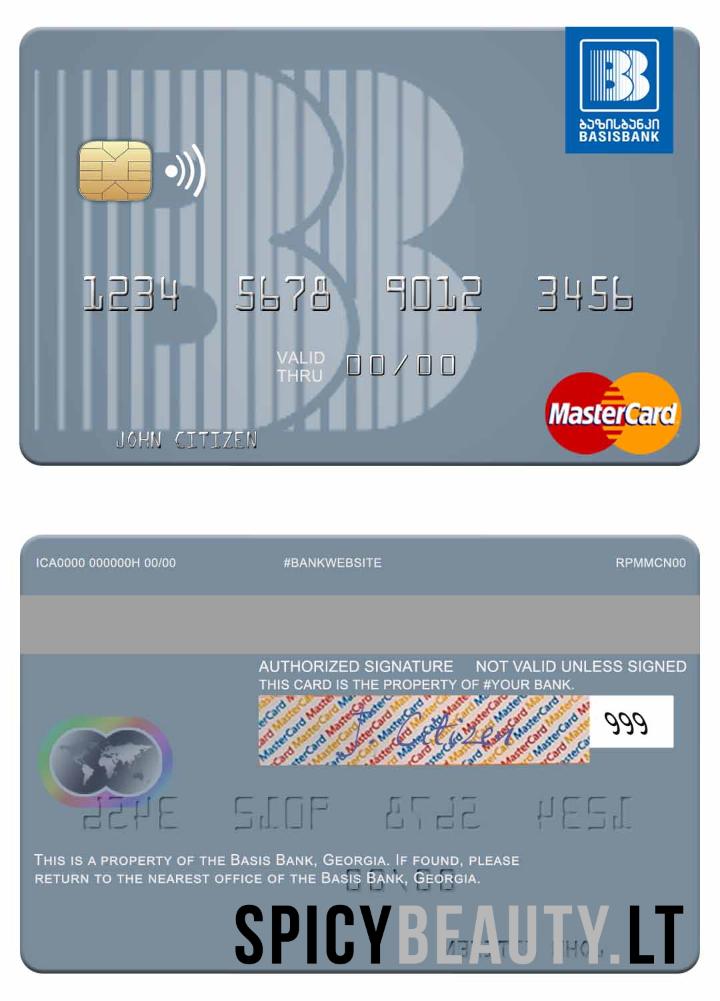 ბაზისბანკი
BASISBANK
1234 5678 9012 3456
VALID
THRU 00/00
MasterCard
JOHN CITIZEN
ICA0000 000000H 00/00 #BANKWEBSITE RPMMCN00
AUTHORIZED SIGNATURE NOT VALID UNLESS SIGNED
THIS CARD IS THE PROPERTY OF #YOUR BANK.
J Citizen 999
THIS IS A PROPERTY OF THE BASIS BANK, GEORGIA. IF FOUND, PLEASE
RETURN TO THE NEAREST OFFICE OF THE BASIS BANK, GEORGIA.
SPICYBEAUTY.LT